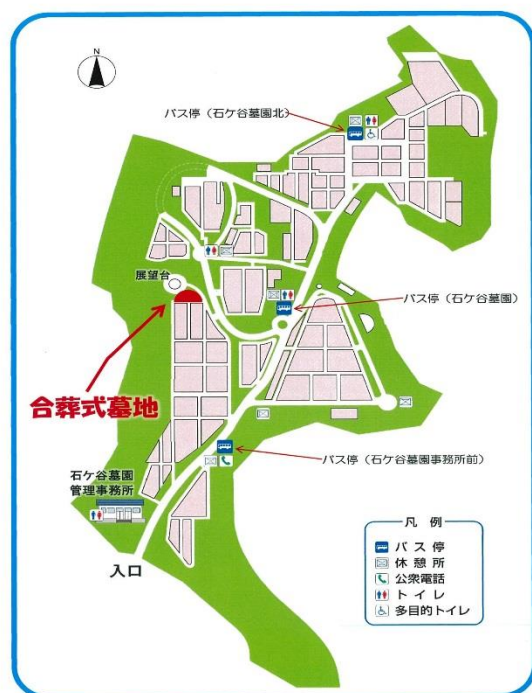 N
バス停（石ケ谷墓園北）
展望台
バス停（石ケ谷墓園）
合葬式墓地
バス停（石ケ谷墓園事務所前）
石ケ谷墓園
管理事務所
入口
凡例
バス停
休憩所
公衆電話
トイレ
多目的トイレ